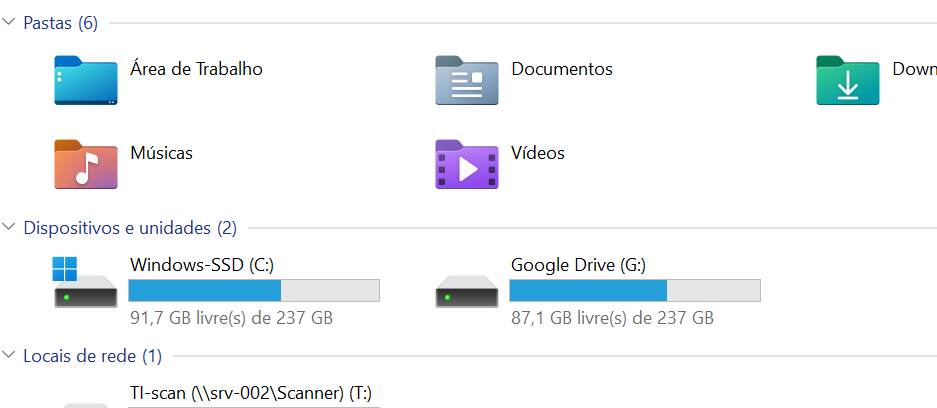 Pastas (6)
Área de Trabalho
Documentos
Down
Músicas
Vídeos
Dispositivos e unidades (2)
Windows-SSD (C:)
Google Drive (G:)
91,7 GB livre(s) de 237 GB
87,1 GB livre(s) de 237 GB
Locais de rede (1)
TI-scan (\\srv-002\Scanner) (T:)